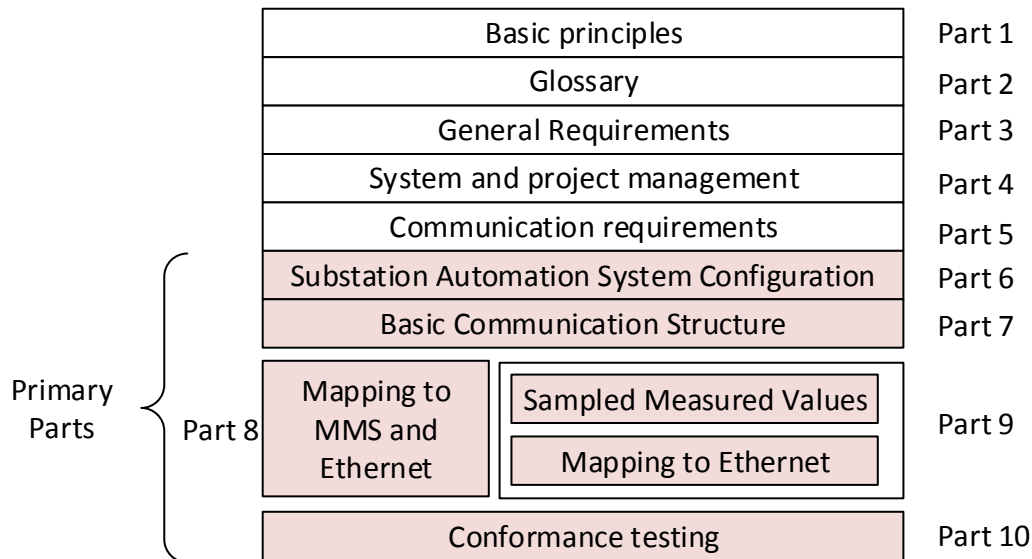 Basic principles
Part 1
Glossary
Part 2
General Requirements
Part 3
System and project management
Part 4
Communication requirements
Part 5
Substation Automation System Configuration
Part 6
Basic Communication Structure
Part 7
Primary
Parts
Part 8
Mapping to
MMS and
Ethernet
Sampled Measured Values
Mapping to Ethernet
Part 9
Conformance testing
Part 10